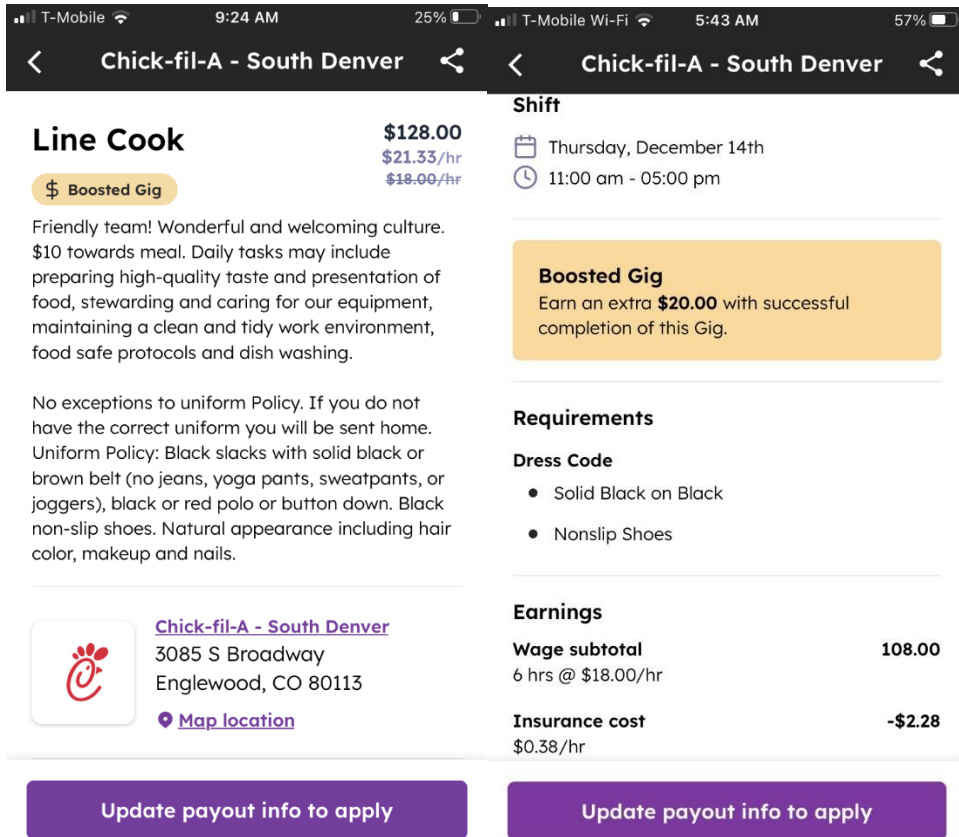 T-Mobile 9:24 AM 25%
Chick-fil-A - South Denver
Line Cook
$128.00
$21.33/hr
$18.00/hr
$ Boosted Gig
Friendly team! Wonderful and welcoming culture.
$10 towards meal. Daily tasks may include
preparing high-quality taste and presentation of
food, stewarding and caring for our equipment,
maintaining a clean and tidy work environment,
food safe protocols and dish washing.
No exceptions to uniform Policy. If you do not
have the correct uniform you will be sent home.
Uniform Policy: Black slacks with solid black or
brown belt (no jeans, yoga pants, sweatpants, or
joggers), black or red polo or button down. Black
non-slip shoes. Natural appearance including hair
color, makeup and nails.
Chick-fil-A - South Denver
3085 S Broadway
Englewood, CO 80113
Map location
Update payout info to apply
T-Mobile Wi-Fi 5:43 AM 57%
Chick-fil-A - South Denver
Shift
Thursday, December 14th
11:00 am - 05:00 pm
Boosted Gig
Earn an extra $20.00 with successful
completion of this Gig.
Requirements
Dress Code
• Solid Black on Black
• Nonslip Shoes
Earnings
Wage subtotal 108.00
6 hrs @ $18.00/hr
Insurance cost -$2.28
$0.38/hr
Update payout info to apply